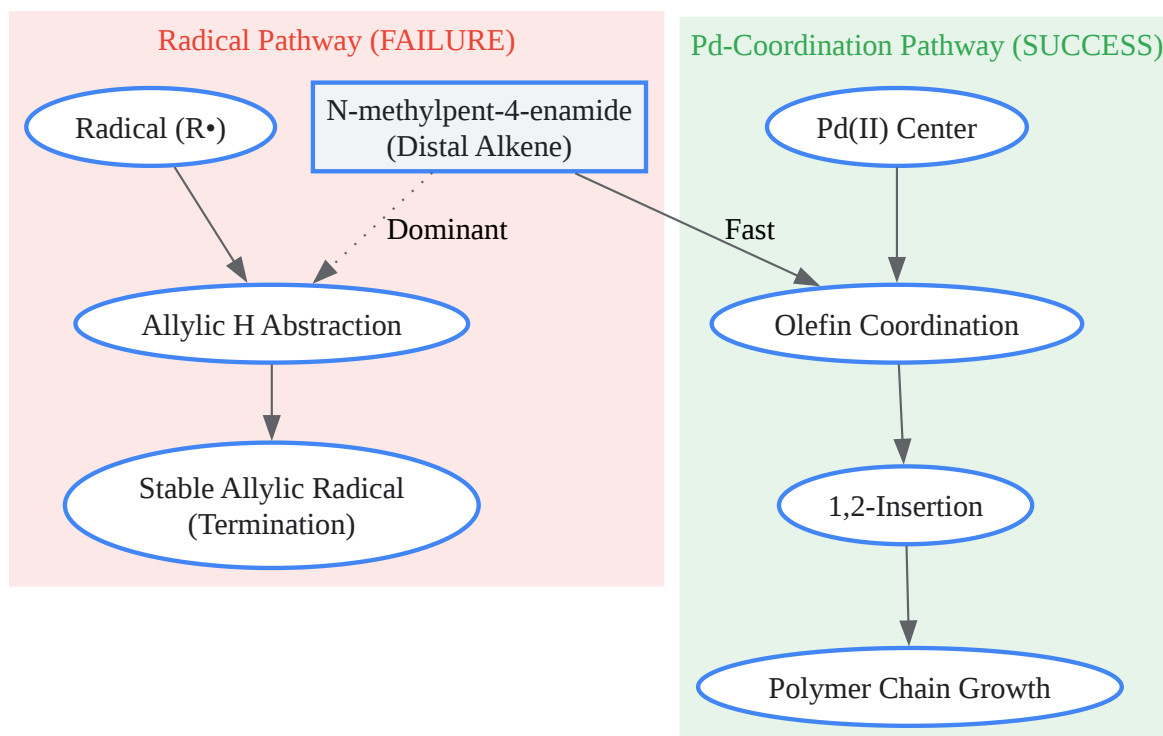 Radical Pathway (FAILURE)
Radical (R•)
N-methylpent-4-enamide
(Distal Alkene)
Dominant
Allylic H Abstraction
Stable Allylic Radical
(Termination)
Pd-Coordination Pathway (SUCCESS)
Pd(II) Center
Fast
Olefin Coordination
1,2-Insertion
Polymer Chain Growth